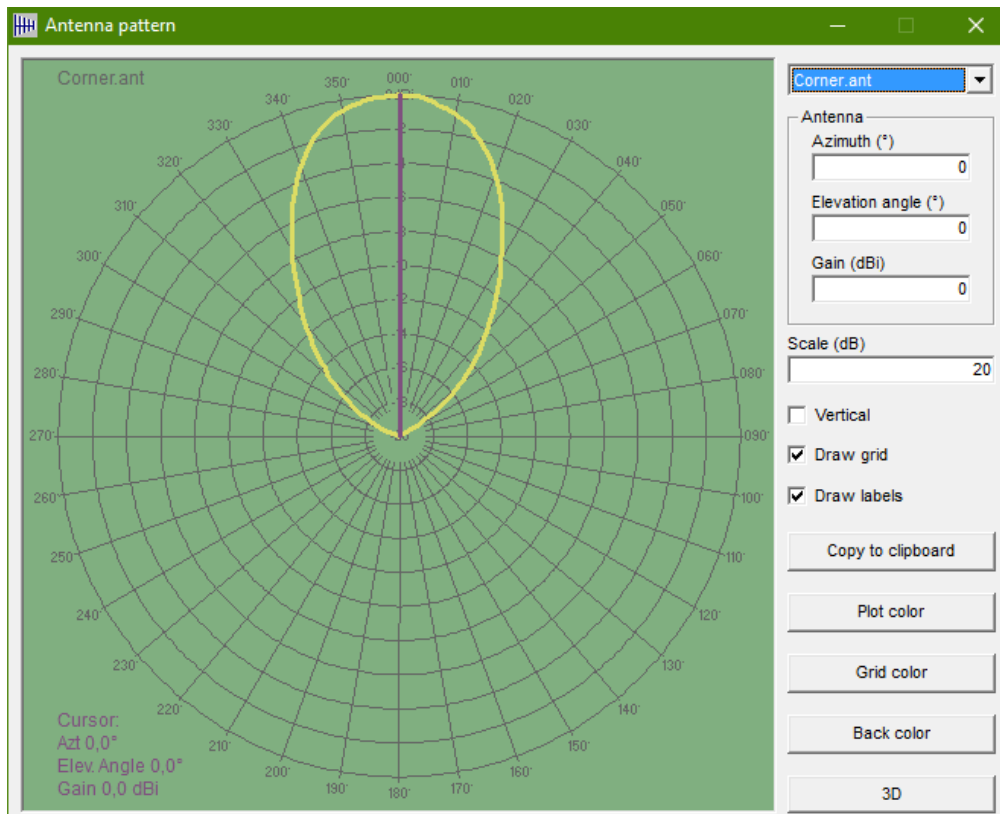 Antenna pattern
Corner.ant
Corner.ant
Antenna
Azimuth (°)
0
Elevation angle (°)
0
Gain (dBi)
0
Scale (dB)
20
Vertical
Draw grid
Draw labels
Copy to clipboard
Plot color
Grid color
Back color
3D
000°
010°
020°
030°
040°
050°
060°
070°
080°
090°
100°
110°
120°
130°
140°
150°
160°
170°
180°
190°
200°
210°
220°
230°
240°
250°
260°
270°
280°
290°
300°
310°
320°
330°
340°
350°
Cursor:
Azt 0,0°
Elev. Angle 0,0°
Gain 0,0 dBi